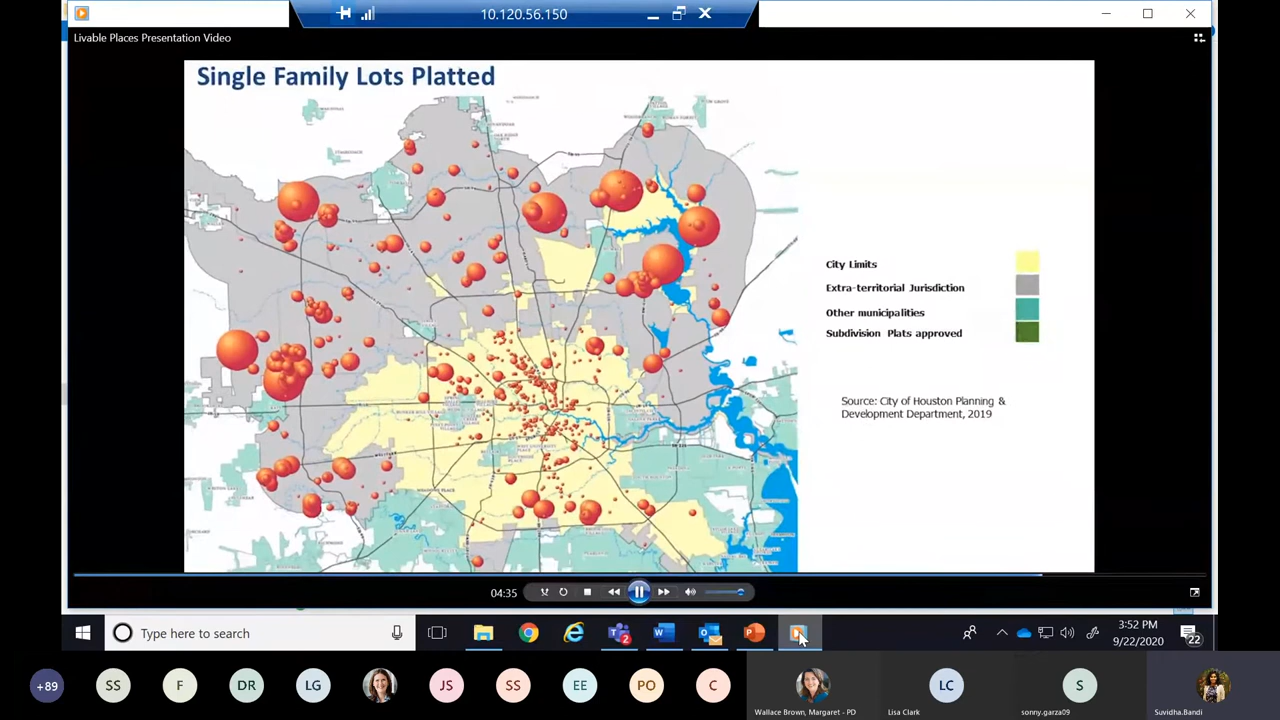 10.120.56.150
Livable Places Presentation Video
Single Family Lots Platted
City Limits
Extra-territorial Jurisdiction
Other municipalities
Subdivision Plats approved
Source: City of Houston Planning &
Development Department, 2019
04:35
Type here to search
2
3:52 PM
9/22/2020
22
+89
SS
F
DR
LG
JS
SS
EE
PO
C
LC
S
Wallace Brown, Margaret - PD
Lisa Clark
sonny.garza09
Suvidha.Bandi